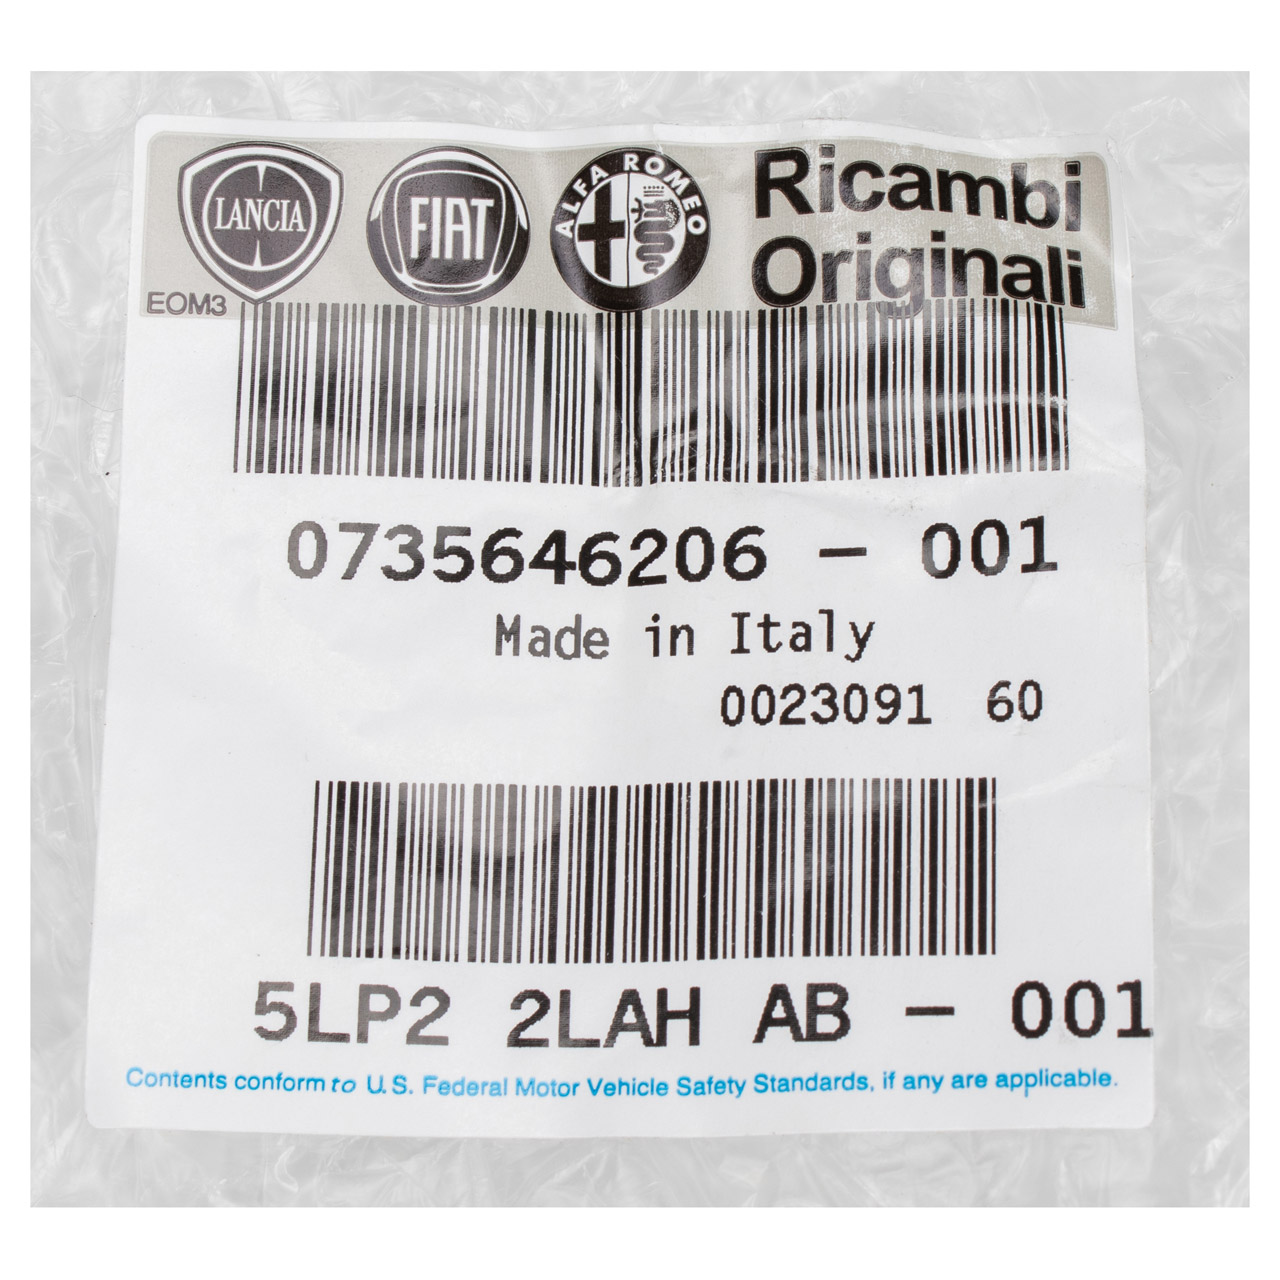 LANCIA FIAT ALFA ROMEO Ricambi
Originali
EOM3
0735646206 - 001
Made in Italy
0023091 60
5LP2 2LAH AB - 001
Contents conform to U.S. Federal Motor Vehicle Safety Standards, if any are applicable.